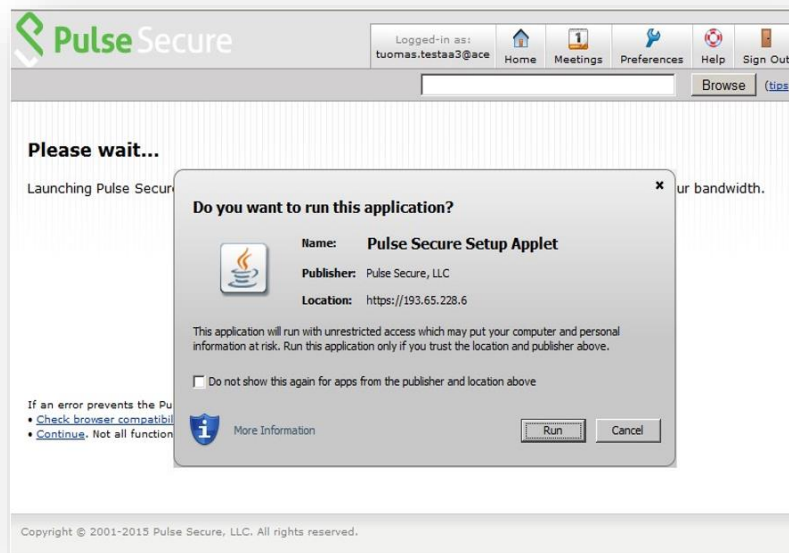 Pulse Secure
Logged-in as:
tuomas.testaa3@ace
1
Home
Meetings
Preferences
Help
Sign Out
Browse
(tips
Please wait...
Launching Pulse Secur
ur bandwidth.
x
Do you want to run this application?
Name: Pulse Secure Setup Applet
Publisher: Pulse Secure, LLC
Location: https://193.65.228.6
This application will run with unrestricted access which may put your computer and personal
information at risk. Run this application only if you trust the location and publisher above.
Do not show this again for apps from the publisher and location above
If an error prevents the Pu
• Check browser compatibil
• Continue. Not all function
More Information
Run
Cancel
Copyright © 2001-2015 Pulse Secure, LLC. All rights reserved.